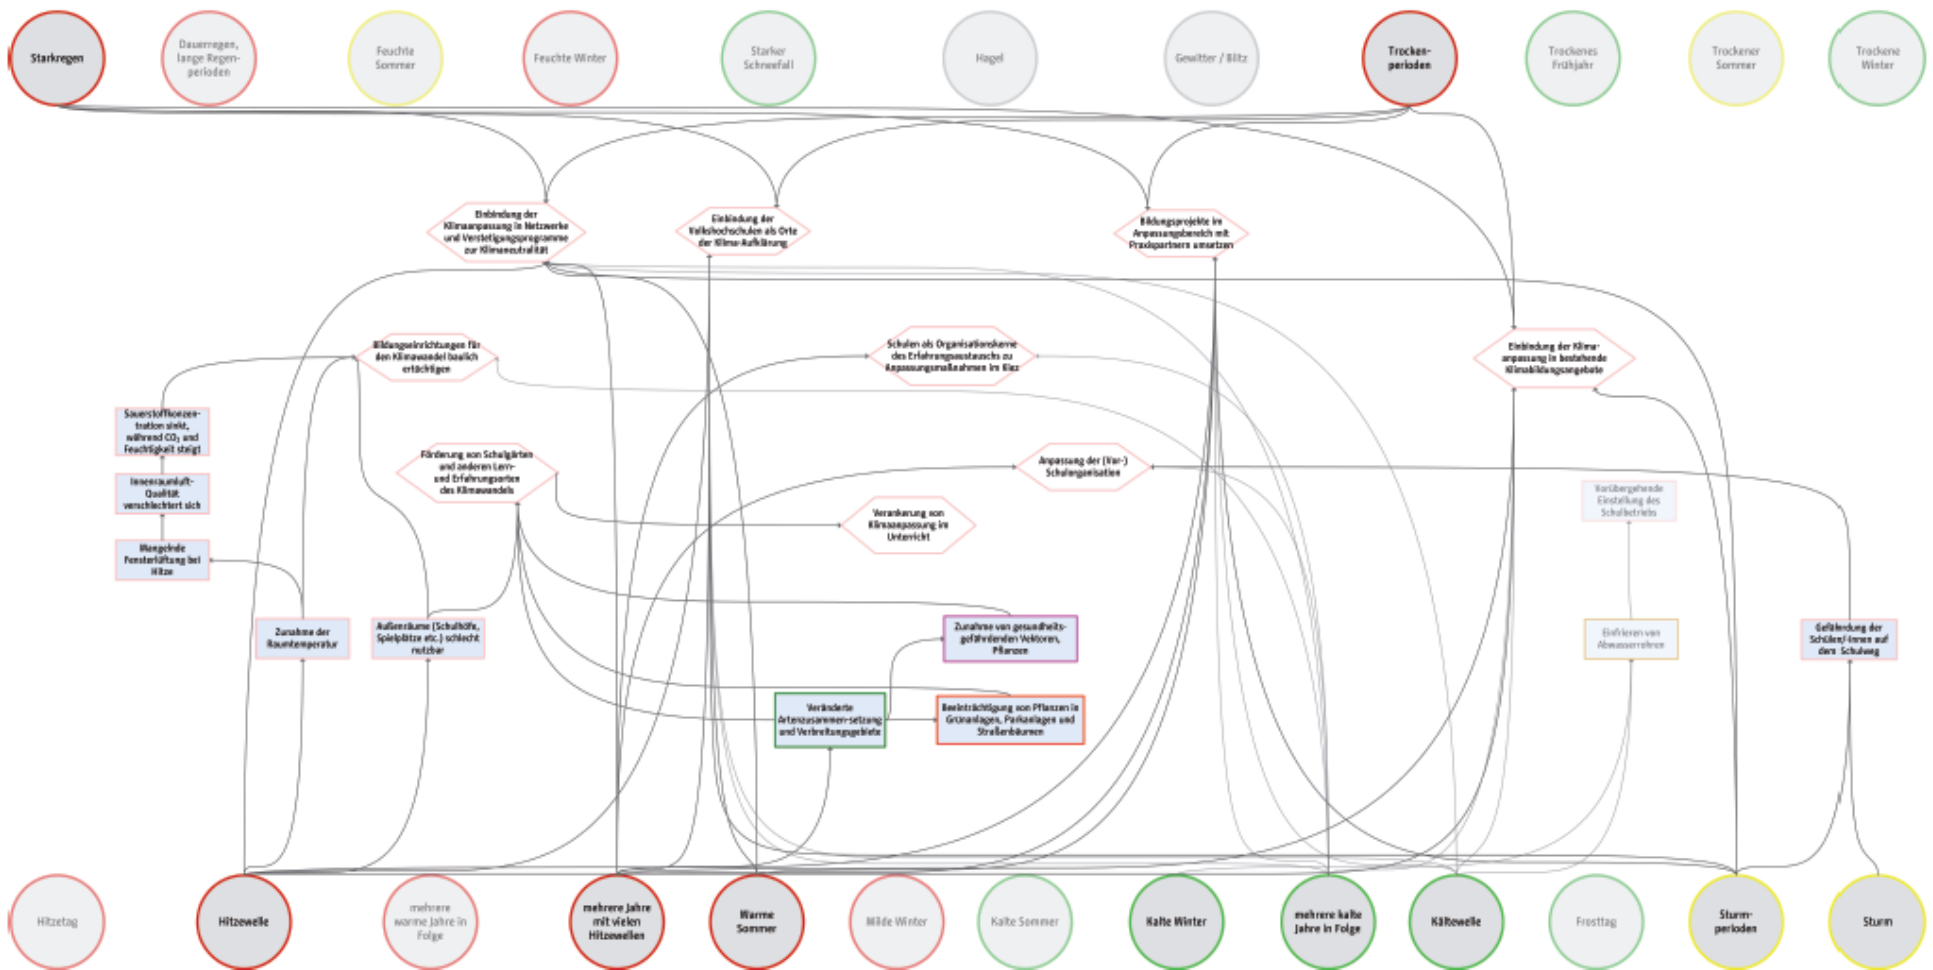 Starkregen
Dauerregen,
lange Regen-
perioden
Feuchte
Sommer
Feuchte Winter
Starker
Schneefall
Hagel
Gewitter / Blitz
Trocken-
perioden
Trockenes
Frühjahr
Trockener
Sommer
Trockene
Winter
Einbindung der
Klimaanpassung in Netzwerke
und Verstetigungsprogramme
zur Klimaneutralität
Einbindung der
Volkshochschulen als Orte
der Klima-Aufklärung
Bildungsprojekte im
Anpassungsbereich mit
Praxispartnern umsetzen
Bildungseinrichtungen für
den Klimawandel baulich
ertüchtigen
Schulen als Organisationskerne
des Erfahrungsaustauschs zu
Anpassungsmaßnahmen im Kiez
Einbindung der Klima-
anpassung in bestehende
Klimabildungsangebote
Sauerstoffkonzen-
tration sinkt,
während CO₂ und
Feuchtigkeit steigt
Förderung von Schulgärten
und anderen Lern-
und Erfahrungsorten
des Klimawandels
Anpassung der (Vor-)
Schulorganisation
Innenraumluft-
Qualität
verschlechtert sich
Verankerung von
Klimaanpassung im
Unterricht
Vorübergehende
Einstellung des
Schulbetriebs
Mangelnde
Fensterlüftung bei
Hitze
Zunahme der
Raumtemperatur
Außenräume (Schulhöfe,
Spielplätze etc.) schlecht
nutzbar
Zunahme von gesundheits-
gefährdenden Vektoren,
Pflanzen
Einfrieren von
Abwasserrohren
Gefährdung der
Schüler/-innen auf
dem Schulweg
Veränderte
Artenzusammen-setzung
und Verbreitungsgebiete
Beeinträchtigung von Pflanzen in
Grünanlagen, Parkanlagen und
Straßenbäumen
Hitzetag
Hitzewelle
mehrere
warme Jahre in
Folge
mehrere Jahre
mit vielen
Hitzewellen
Warme
Sommer
Milde Winter
Kalte Sommer
Kalte Winter
mehrere kalte
Jahre in Folge
Kältewelle
Frosttag
Sturm-
perioden
Sturm